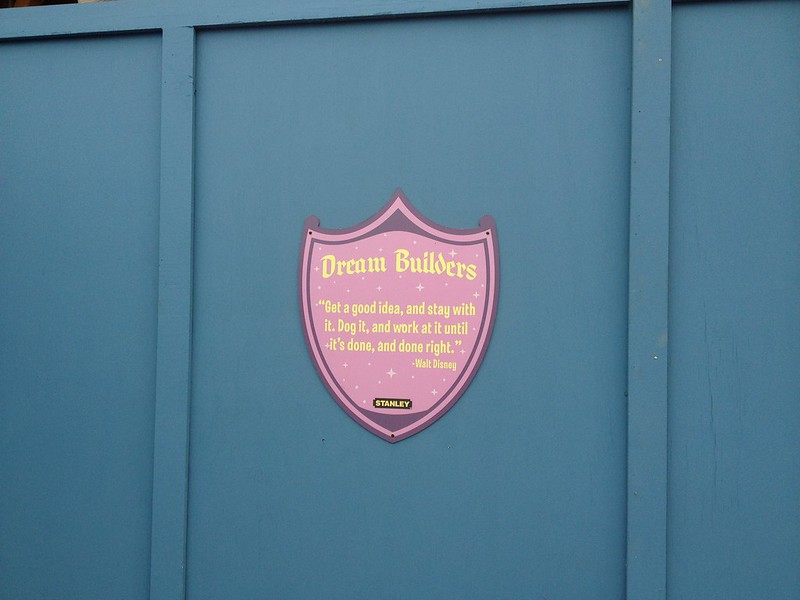 Dream Builders
“Get a good idea, and stay with
it. Dog it, and work at it until
it's done, and done right.”
-Walt Disney
STANLEY